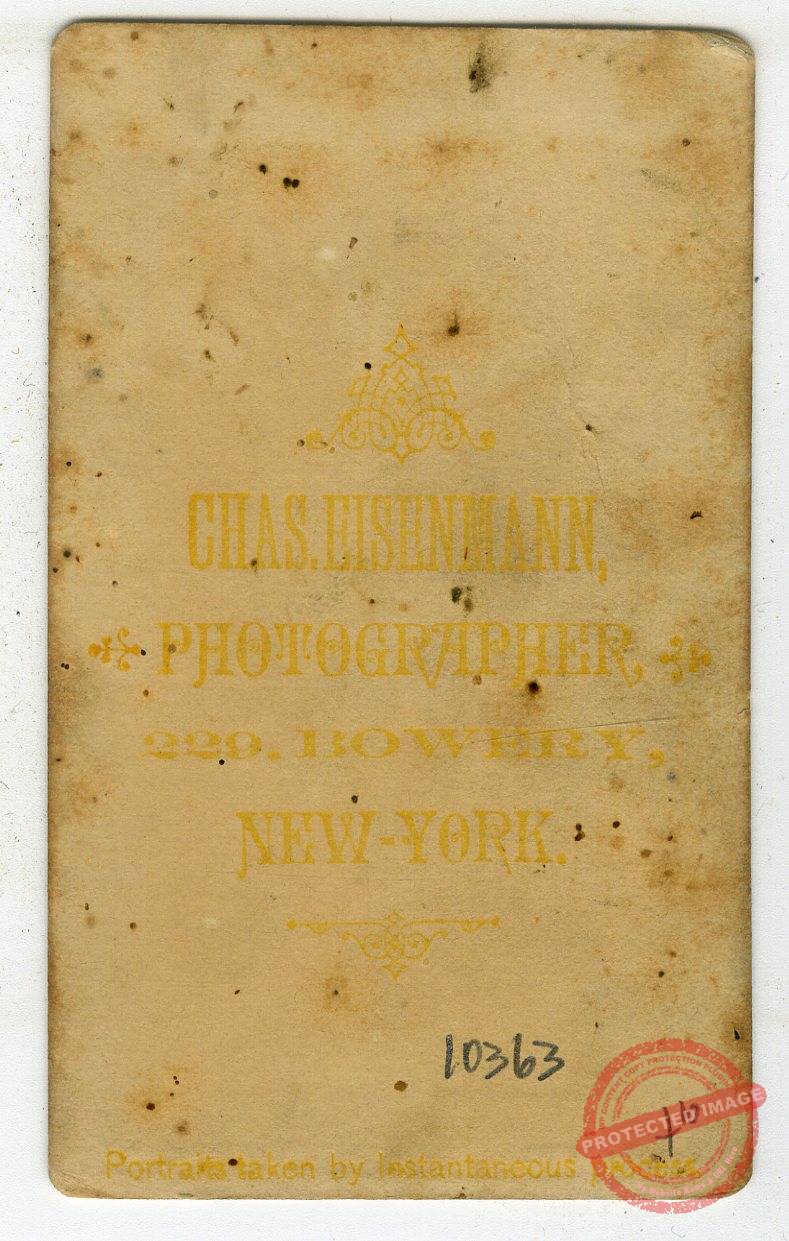 CHAS. EISENMANN,
PHOTOGRAPHER,
229. BOWERY,
NEW-YORK.
10363
PROTECTED IMAGE
Portraits taken by Instantaneous process.